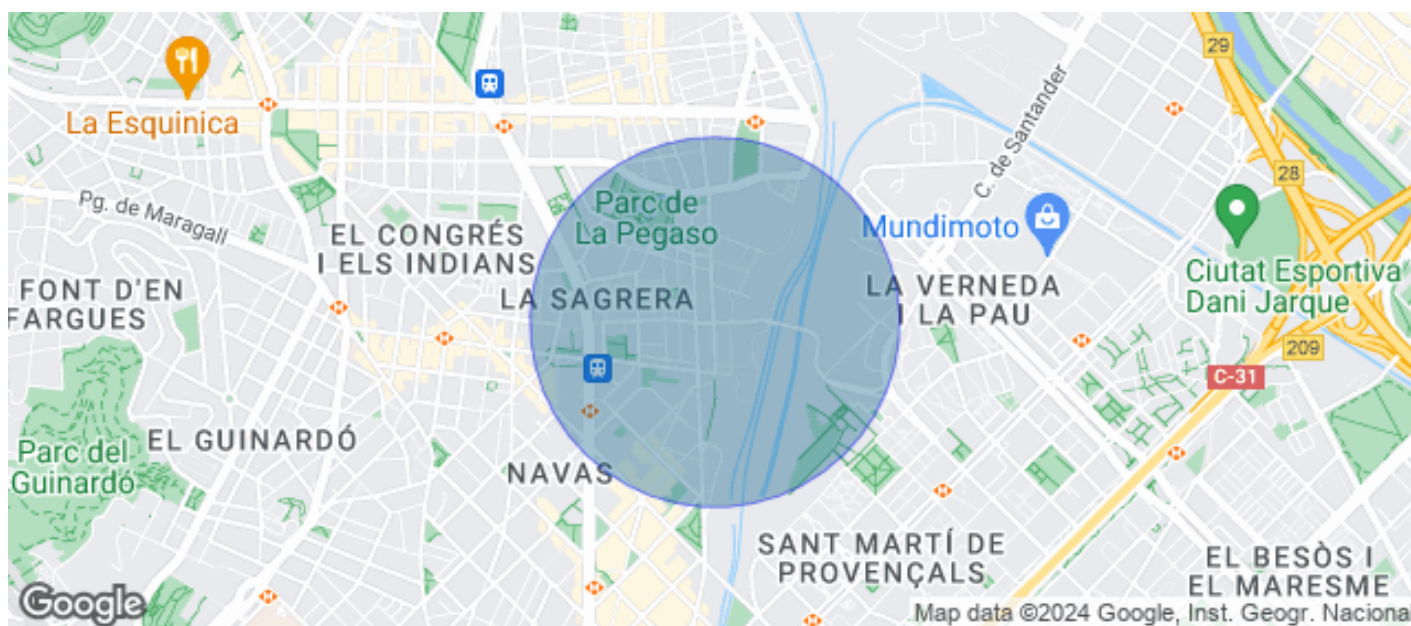 29
La Esquinica
C. de Santander
28
Pg. de Maragall
Parc de
La Pegaso
Mundimoto
EL CONGRÉS
I ELS INDIANS
Ciutat Esportiva
Dani Jarque
FONT D'EN
FARGUES
LA SAGRERA
LA VERNEDA
I LA PAU
209
C-31
EL GUINARDÓ
Parc del
Guinardó
NAVAS
SANT MARTÍ DE
PROVENÇALS
EL BESÒS I
EL MARESME
Google
Map data ©2024 Google, Inst. Geogr. Naciona